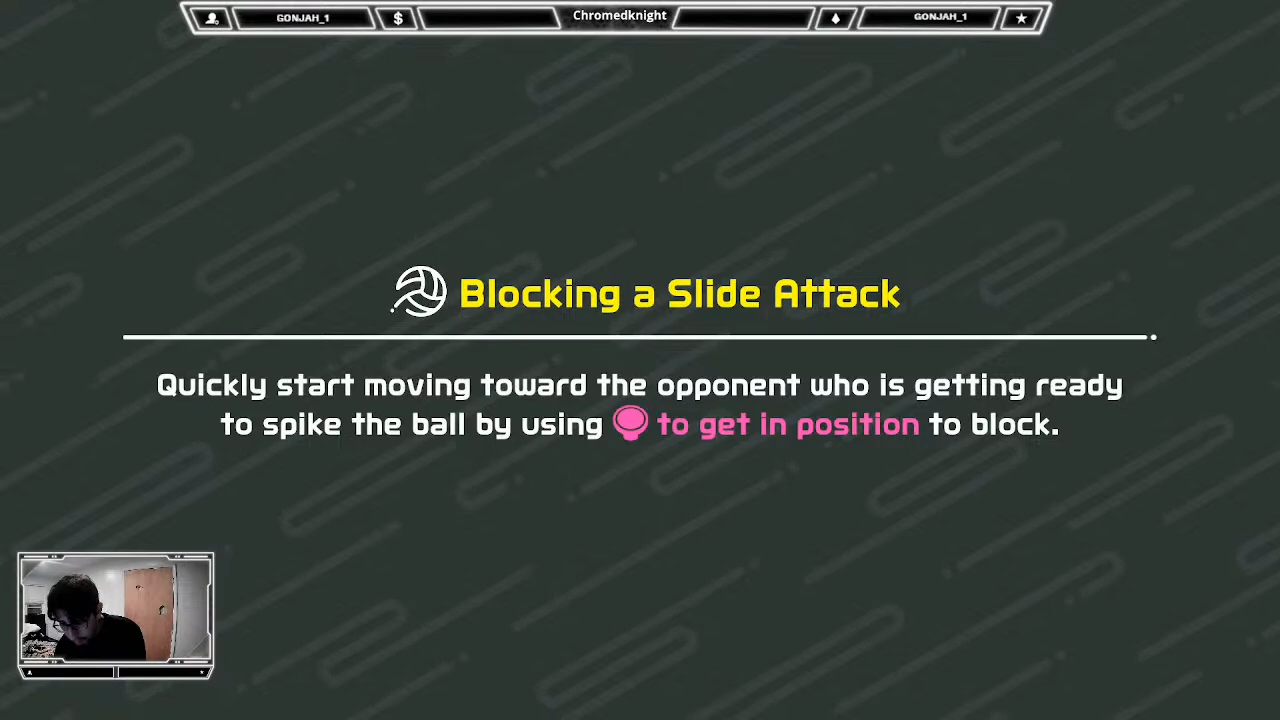 GONJAH_1
$
Chromedknight
GONJAH_1
Blocking a Slide Attack
Quickly start moving toward the opponent who is getting ready
to spike the ball by using to get in position to block.